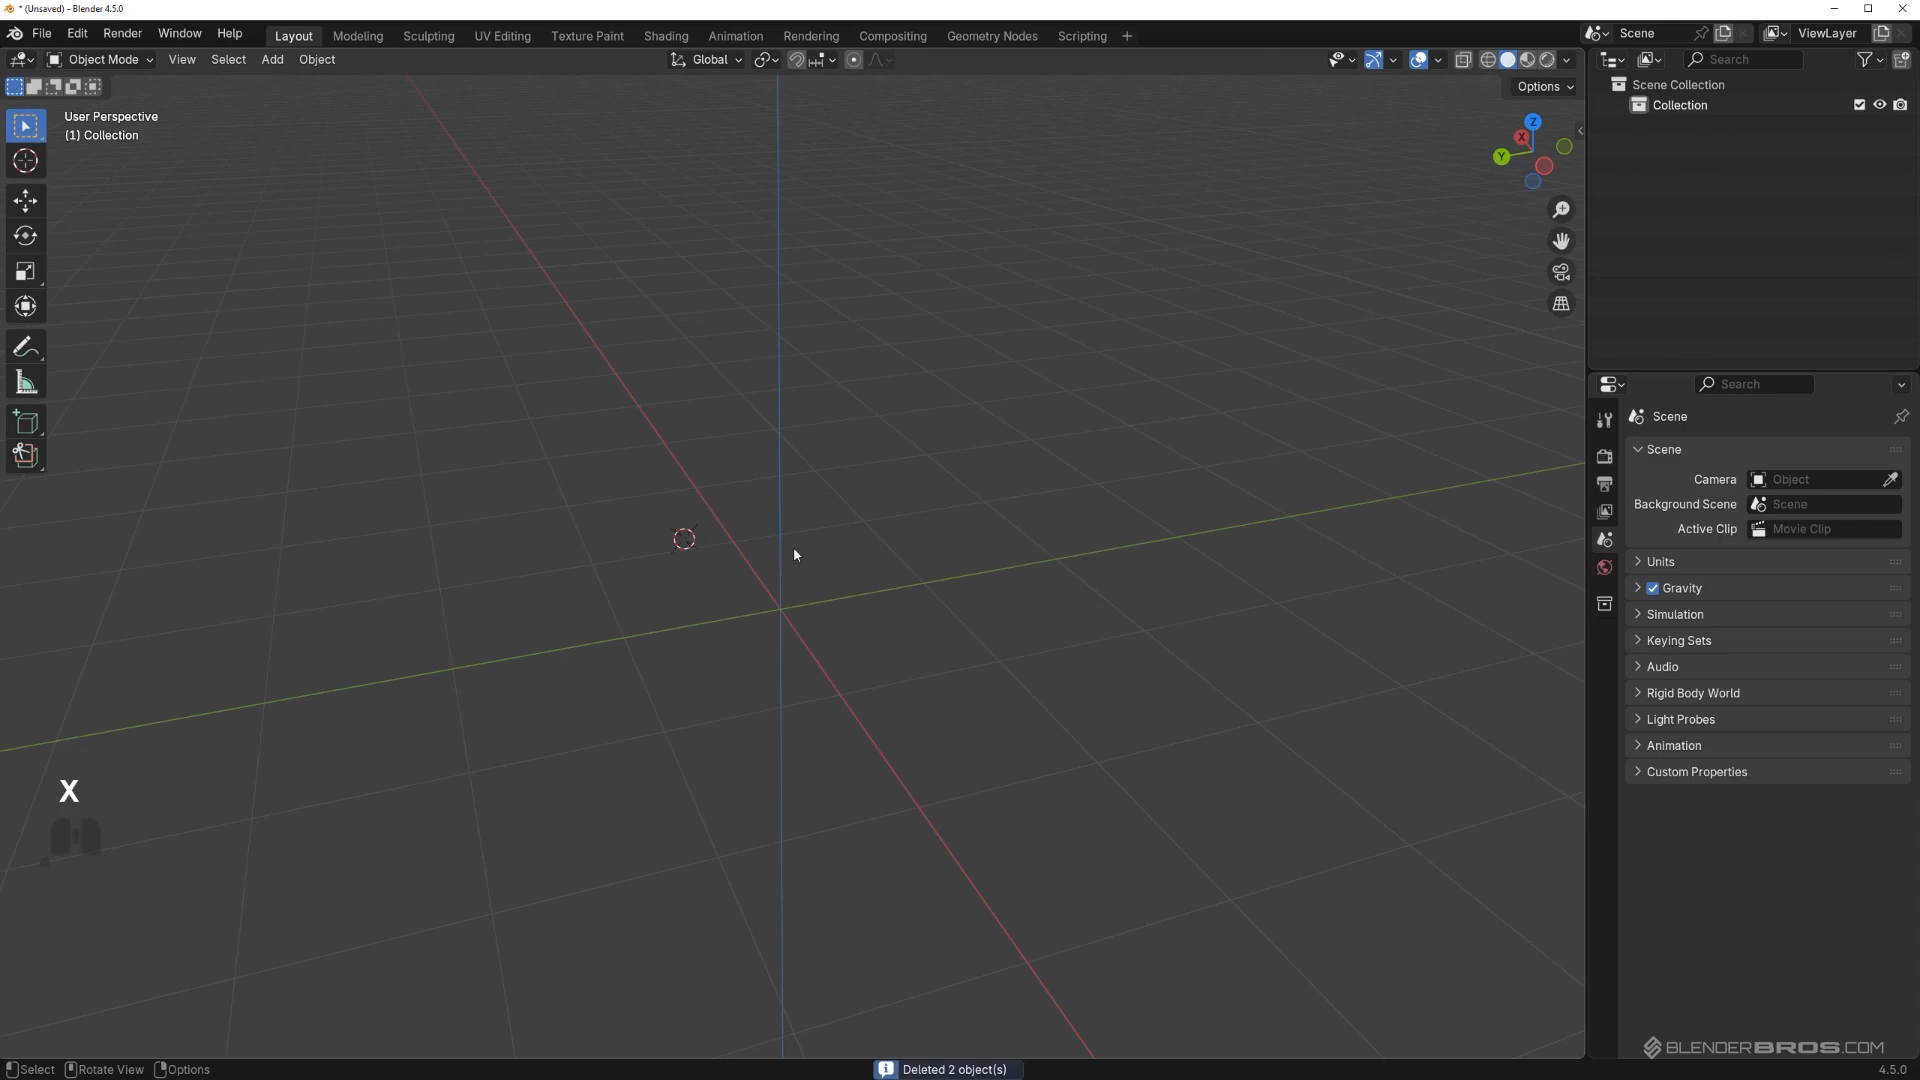 * (Unsaved) - Blender 4.5.0
File Edit Render Window Help Layout Modeling Sculpting UV Editing Texture Paint Shading Animation Rendering Compositing Geometry Nodes Scripting + Scene ViewLayer
Object Mode View Select Add Object Global Search
Options
User Perspective
(1) Collection
Z
X
Y
Scene Collection
Collection
Search
Scene
Scene
Camera Object
Background Scene Scene
Active Clip Movie Clip
Units
Gravity
Simulation
Keying Sets
Audio
Rigid Body World
Light Probes
Animation
Custom Properties
X
BLENDERBROS.COM
Select Rotate View Options Deleted 2 object(s) 4.5.0